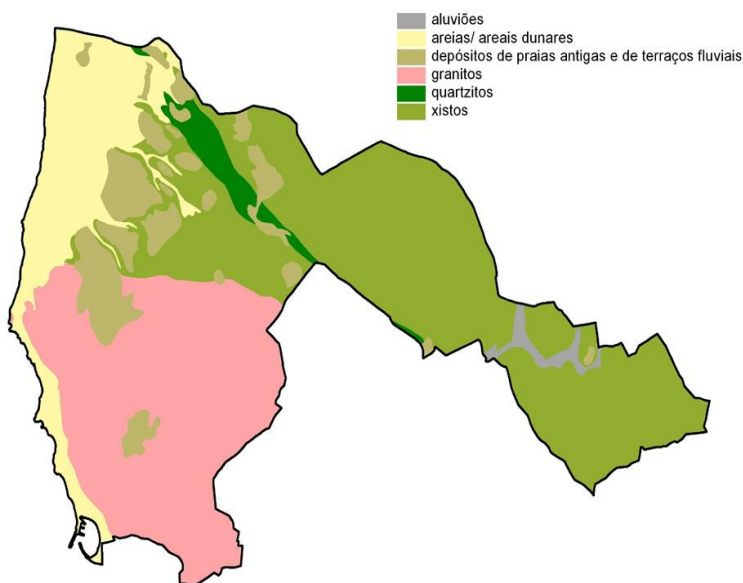 aluviões
areias/ areais dunares
depósitos de praias antigas e de terraços fluviais
granitos
quartzitos
xistos